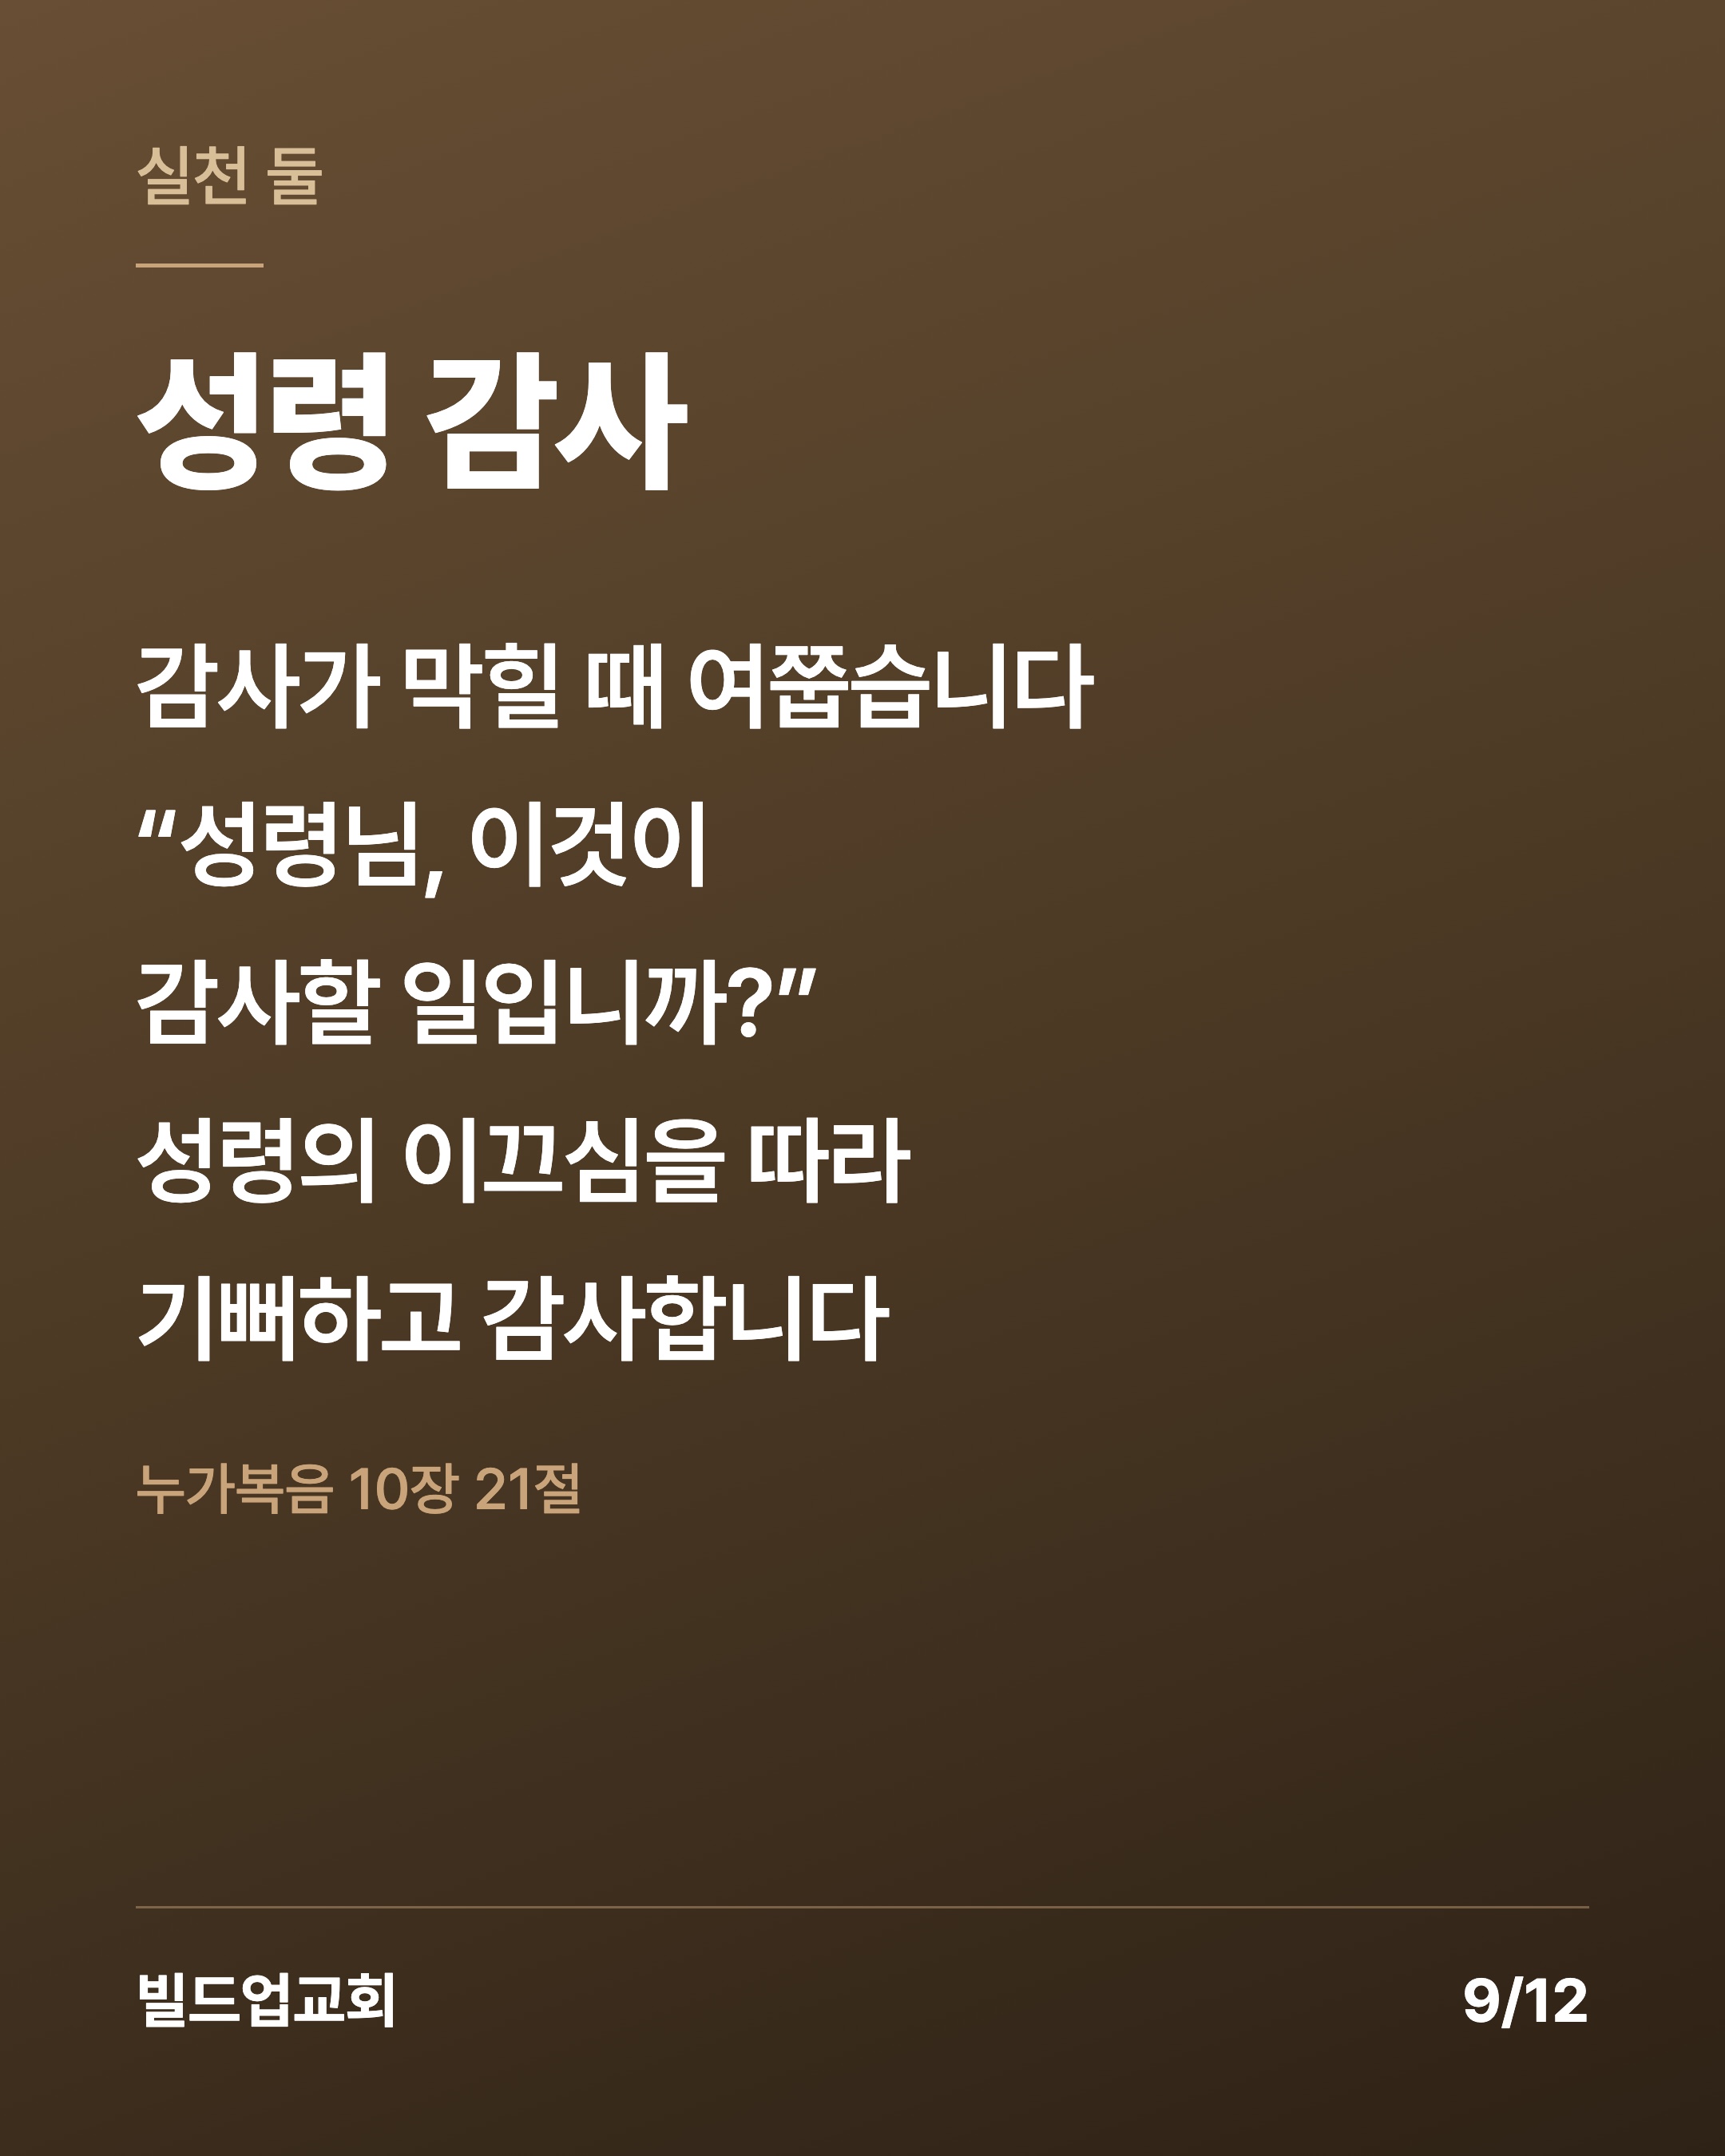 실천 둘
성령 감사
감사가 막힐 때 여쭙습니다
“성령님, 이것이
감사할 일입니까?”
성령의 이끄심을 따라
기뻐하고 감사합니다
누가복음 10장 21절
빌드업교회
9/12